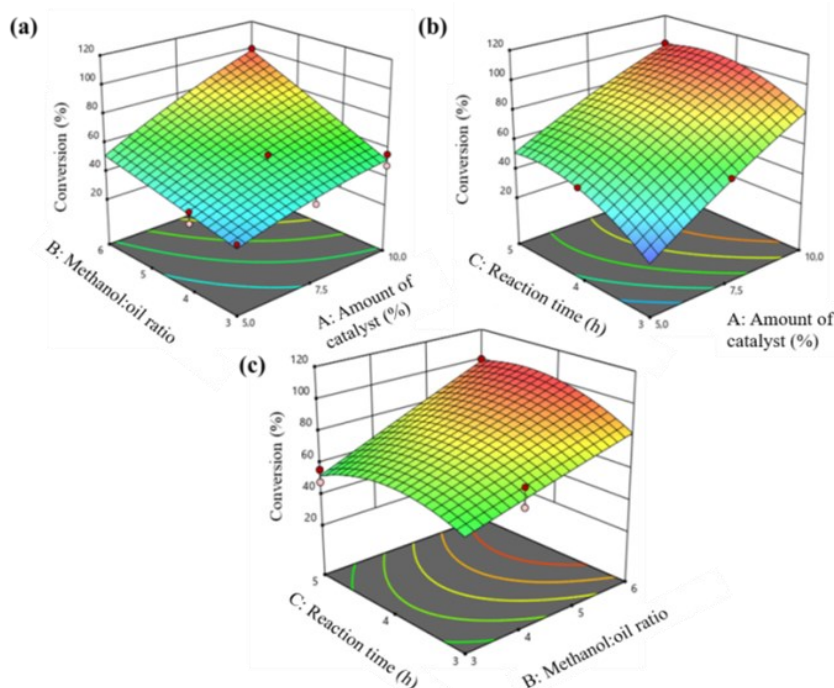 (a)
120
100
80
60
40
20
Conversion (%)
6
5
4
3
B: Methanol:oil ratio
5.0
7.5
10.0
A: Amount of
catalyst (%)
(b)
120
100
80
60
40
20
Conversion (%)
5
4
3
C: Reaction time (h)
5.0
7.5
10.0
A: Amount of
catalyst (%)
(c)
120
100
80
60
40
20
Conversion (%)
5
4
3
C: Reaction time (h)
3
4
5
6
B: Methanol:oil ratio